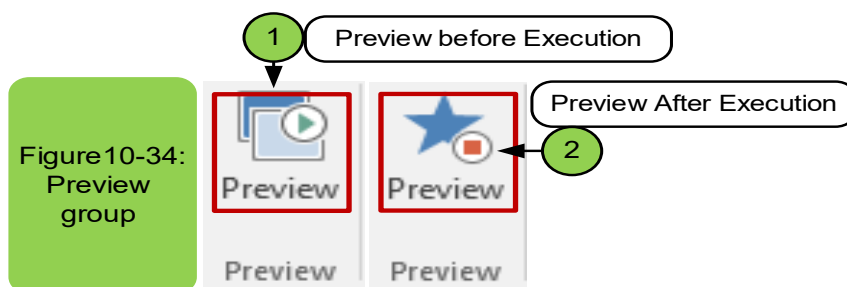 1
Preview before Execution
Preview After Execution
2
Figure10-34:
Preview
group
Preview
Preview
Preview
Preview